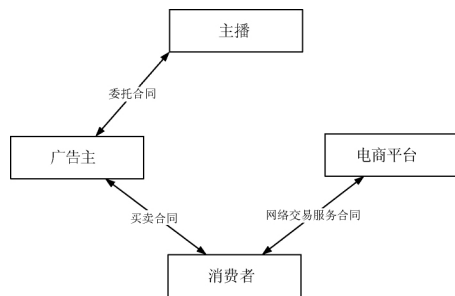 主播
委托合同
广告主
电商平台
买卖合同
网络交易服务合同
消费者